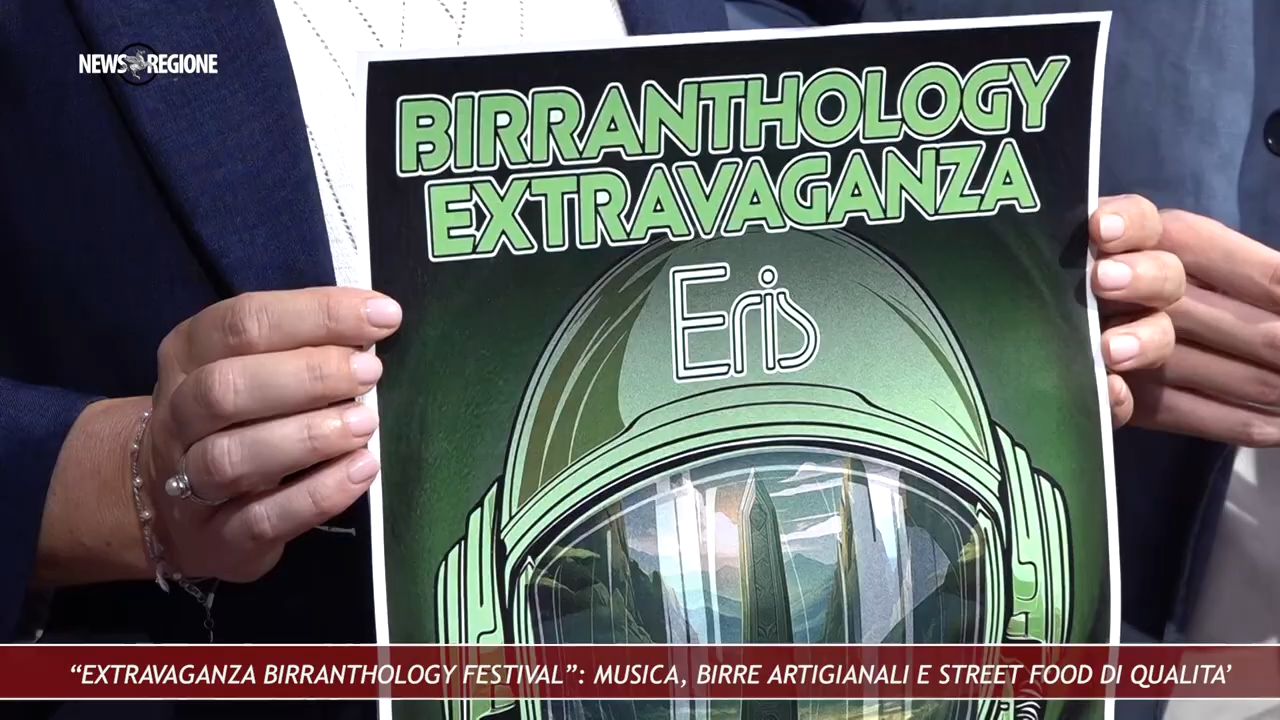 NEWS REGIONE
BIRRANTHOLOGY
EXTRAVAGANZA
Eris
“EXTRAVAGANZA BIRRANTHOLOGY FESTIVAL”: MUSICA, BIRRE ARTIGIANALI E STREET FOOD DI QUALITA’